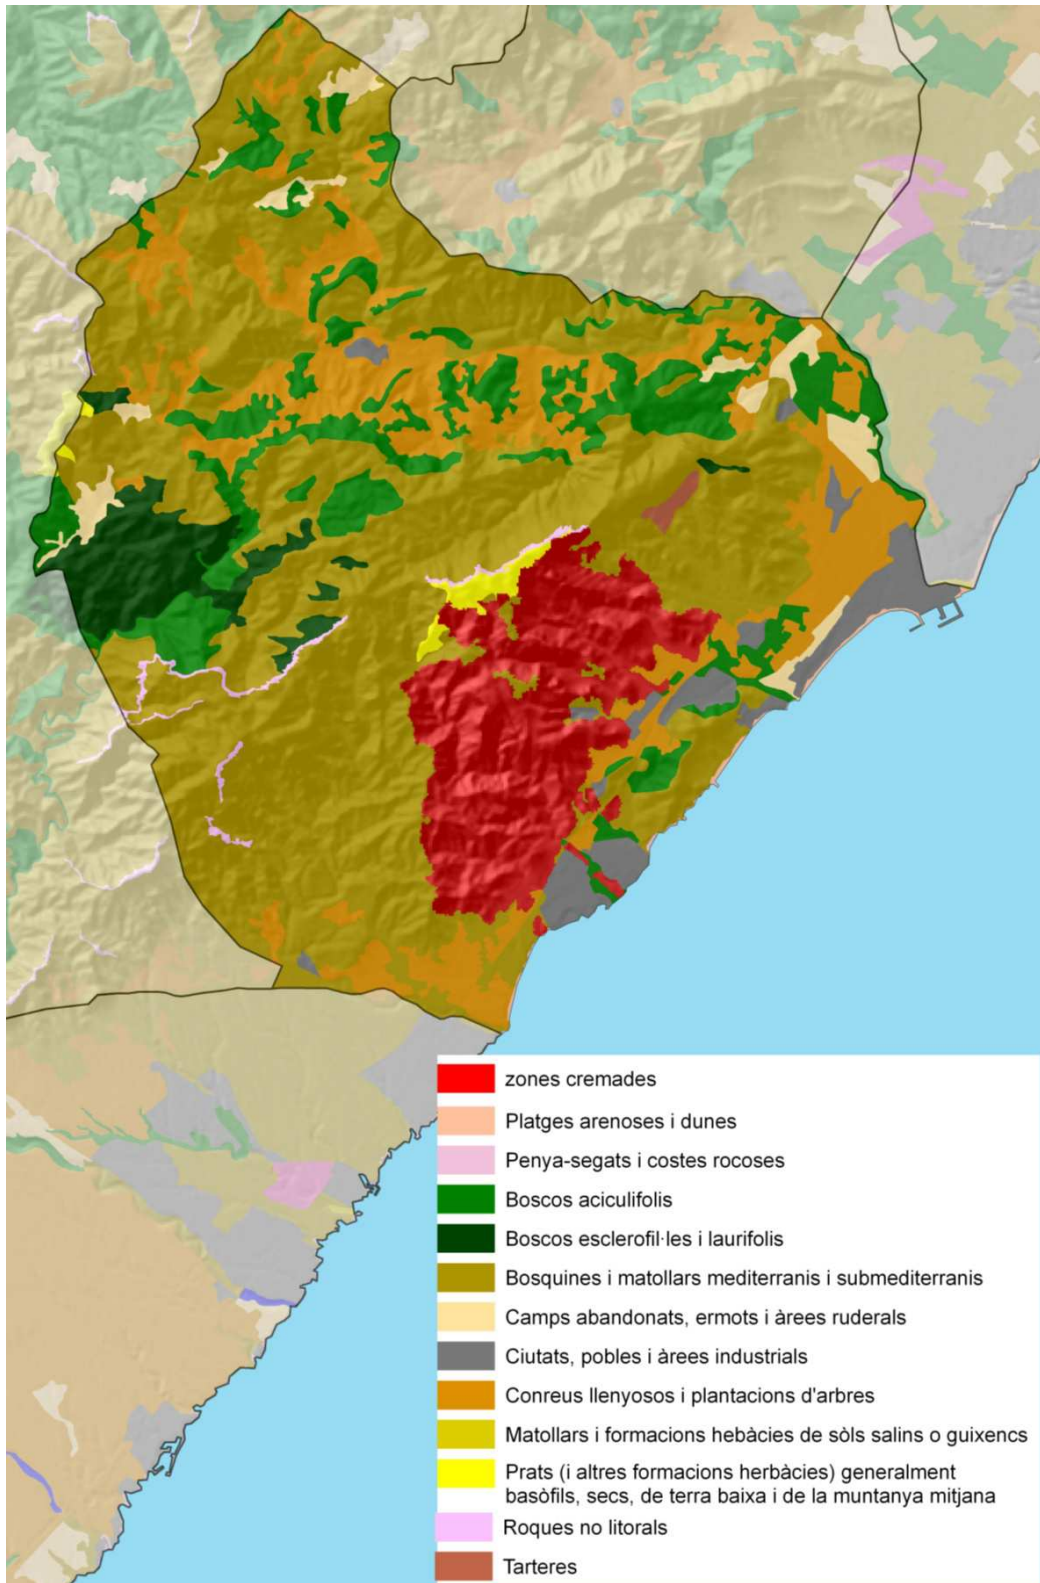 zones cremades
Platges arenoses i dunes
Penya-segats i costes rocoses
Boscos aciculifolis
Boscos esclerofil·les i laurifolis
Bosquines i matollars mediterranis i submediterranis
Camps abandonats, ermots i àrees ruderals
Ciutats, pobles i àrees industrials
Conreus llenyosos i plantacions d'arbres
Matollars i formacions hebàcies de sòls salins o guixencs
Prats (i altres formacions herbàcies) generalment
basòfils, secs, de terra baixa i de la muntanya mitjana
Roques no litorals
Tarteres